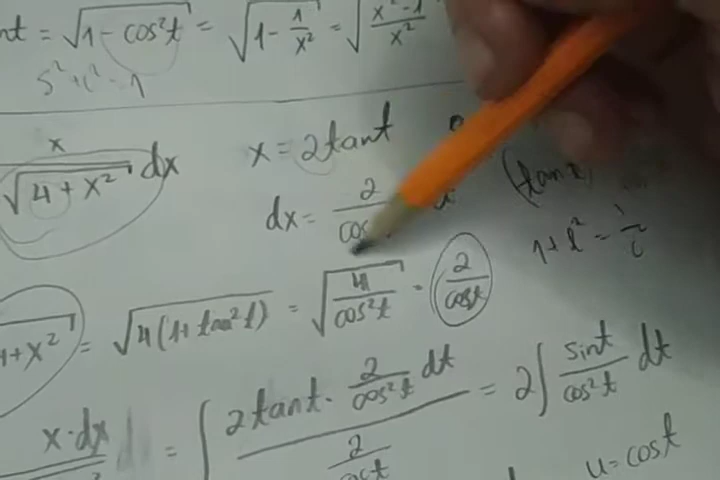 nt = √(1 - cos²t) = √(1 - 1/x²) = √((x² - 1)/x²)
s² + c² = 1
x/√(4 + x²) dx x = 2tant
dx = 2/cos (tan
1 + t² = 1/c
+ x² = √(4(1 + tan²t)) = √(4/cos²t) = 2/cost
x · dx = ∫ (2tant · 2/cos²t dt)/(2/cost) = 2∫ sint/cos²t dt
u = cost